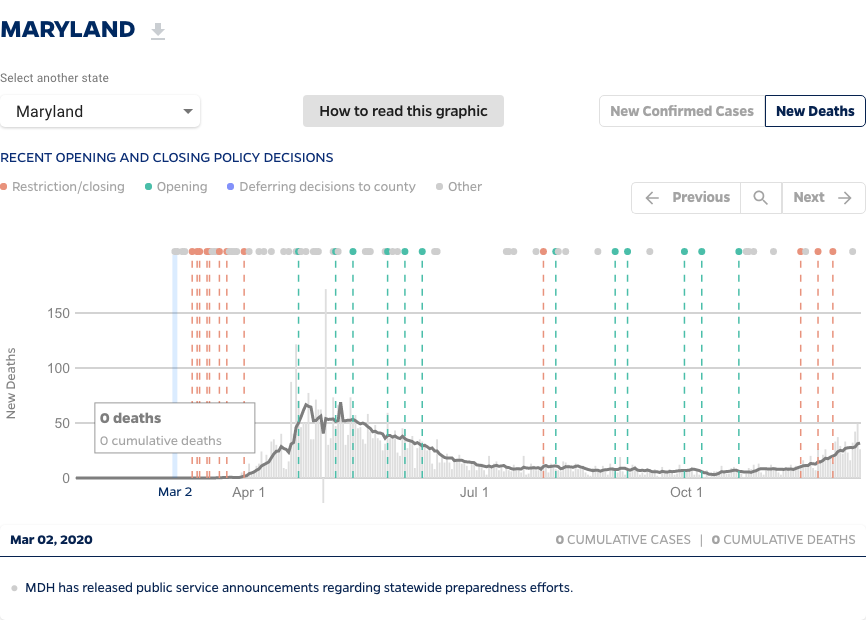 MARYLAND
Select another state
Maryland
How to read this graphic
New Confirmed Cases
New Deaths
RECENT OPENING AND CLOSING POLICY DECISIONS
Restriction/closing
Opening
Deferring decisions to county
Other
Previous
Next
New Deaths
150
100
50
0
0 deaths
0 cumulative deaths
Mar 2
Apr 1
Jul 1
Oct 1
Mar 02, 2020
0 CUMULATIVE CASES | 0 CUMULATIVE DEATHS
MDH has released public service announcements regarding statewide preparedness efforts.